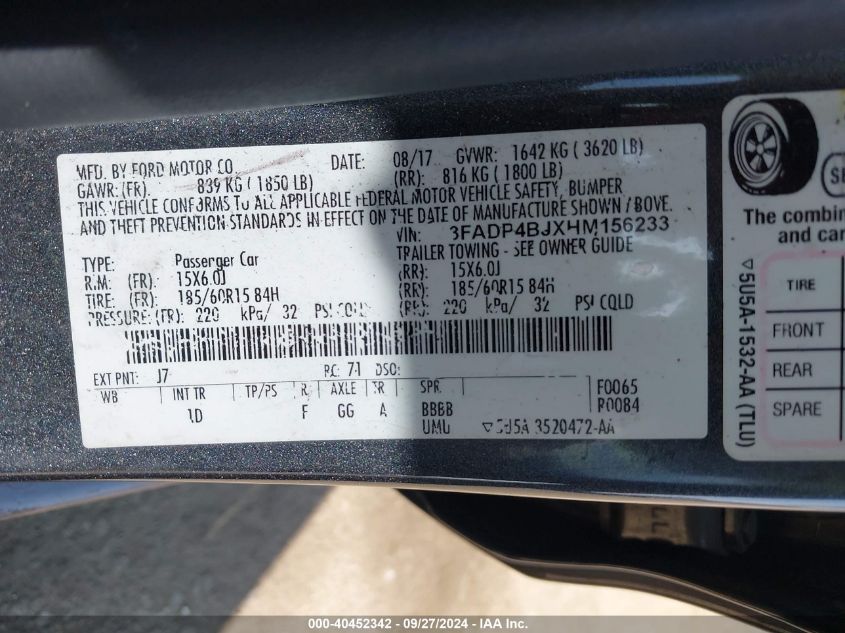 MFD. BY FORD MOTOR CO.
DATE: 08/17 GVWR: 1642 KG ( 3620 LB)
GAWR: (FR) 839 KG ( 1850 LB) (RR) 816 KG ( 1800 LB)
THIS VEHICLE CONFORMS TO ALL APPLICABLE FEDERAL MOTOR VEHICLE SAFETY, BUMPER
AND THEFT PREVENTION STANDARDS IN EFFECT ON THE DATE OF MANUFACTURE SHOWN ABOVE.
VIN: 3FADP4BJXHM156233
TYPE: Passenger Car TRAILER TOWING - SEE OWNER GUIDE
RIM: (FR): 15X6.0J (RR): 15X6.0J
TIRE: (FR): 185/60R15 84H (RR): 185/60R15 84H
PRESSURE: (FR): 220 kPa/ 32 PSI COLD (RR): 220 kPa/ 32 PSI COLD
EXT PNT: J7 RC: 71 DSO:
WB INT TR TP/PS R AXLE TR SPR F0065
1D F GG A BBBB R0084
UMU ▽5U5A 3520472-AA
The combin
and car
TIRE
FRONT
REAR
SPARE
▽5U5A-1532-AA (TLU)
000-40452342 / 09/27/2024 - IAA Inc.